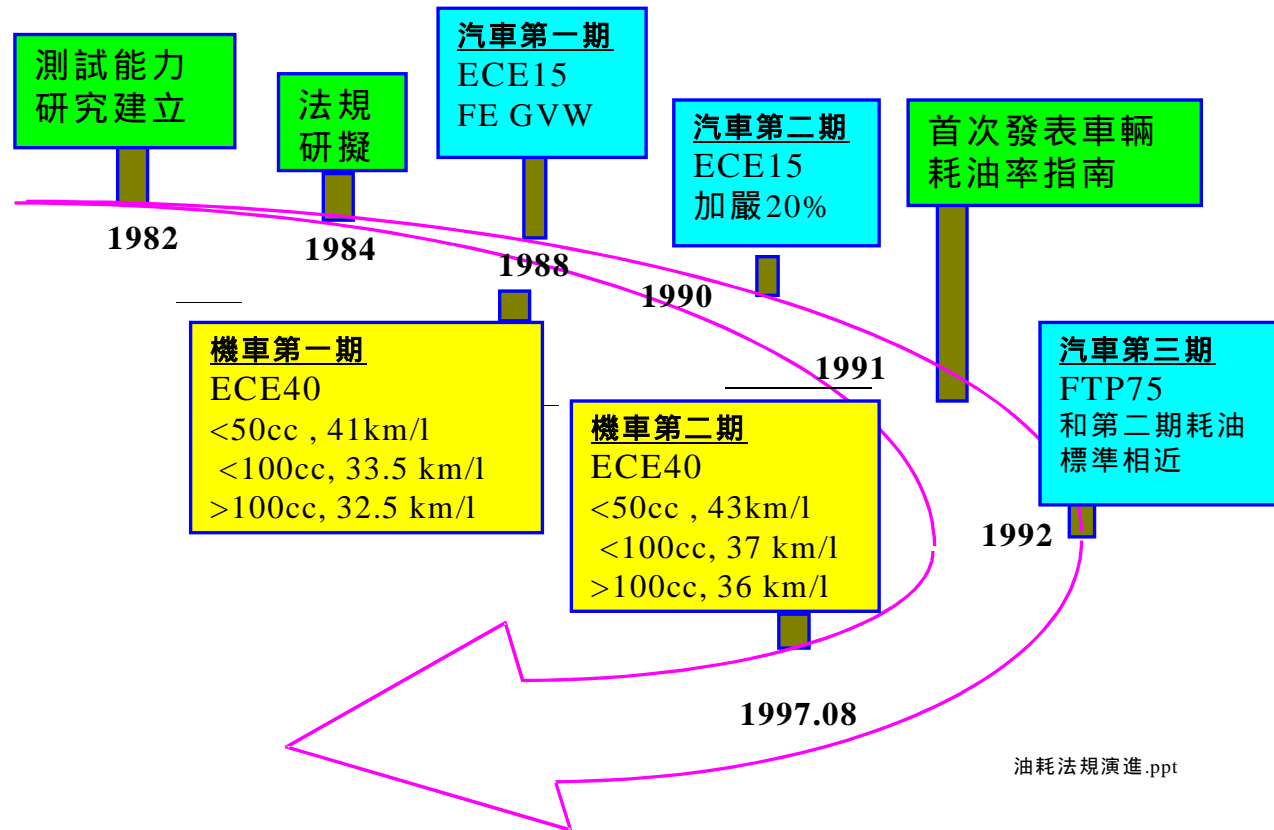 測試能力
研究建立
1982
法規
研擬
1984
汽車第一期
ECE15
FE GVW
1988
機車第一期
ECE40
<50cc , 41km/l
<100cc, 33.5 km/l
>100cc, 32.5 km/l
汽車第二期
ECE15
加嚴20%
1990
首次發表車輛
耗油率指南
1991
汽車第三期
FTP75
和第二期耗油
標準相近
1992
機車第二期
ECE40
<50cc , 43km/l
<100cc, 37 km/l
>100cc, 36 km/l
1997.08
油耗法規演進.ppt